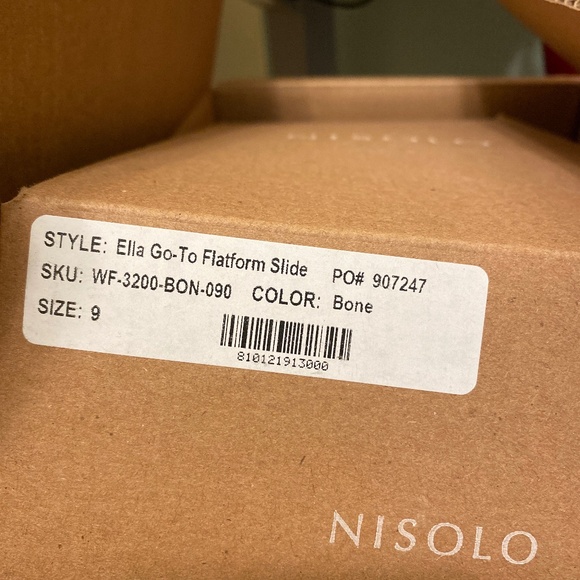 STYLE: Ella Go-To Flatform Slide PO# 907247
SKU: WF-3200-BON-090 COLOR: Bone
SIZE: 9
810121913000
NISOLO